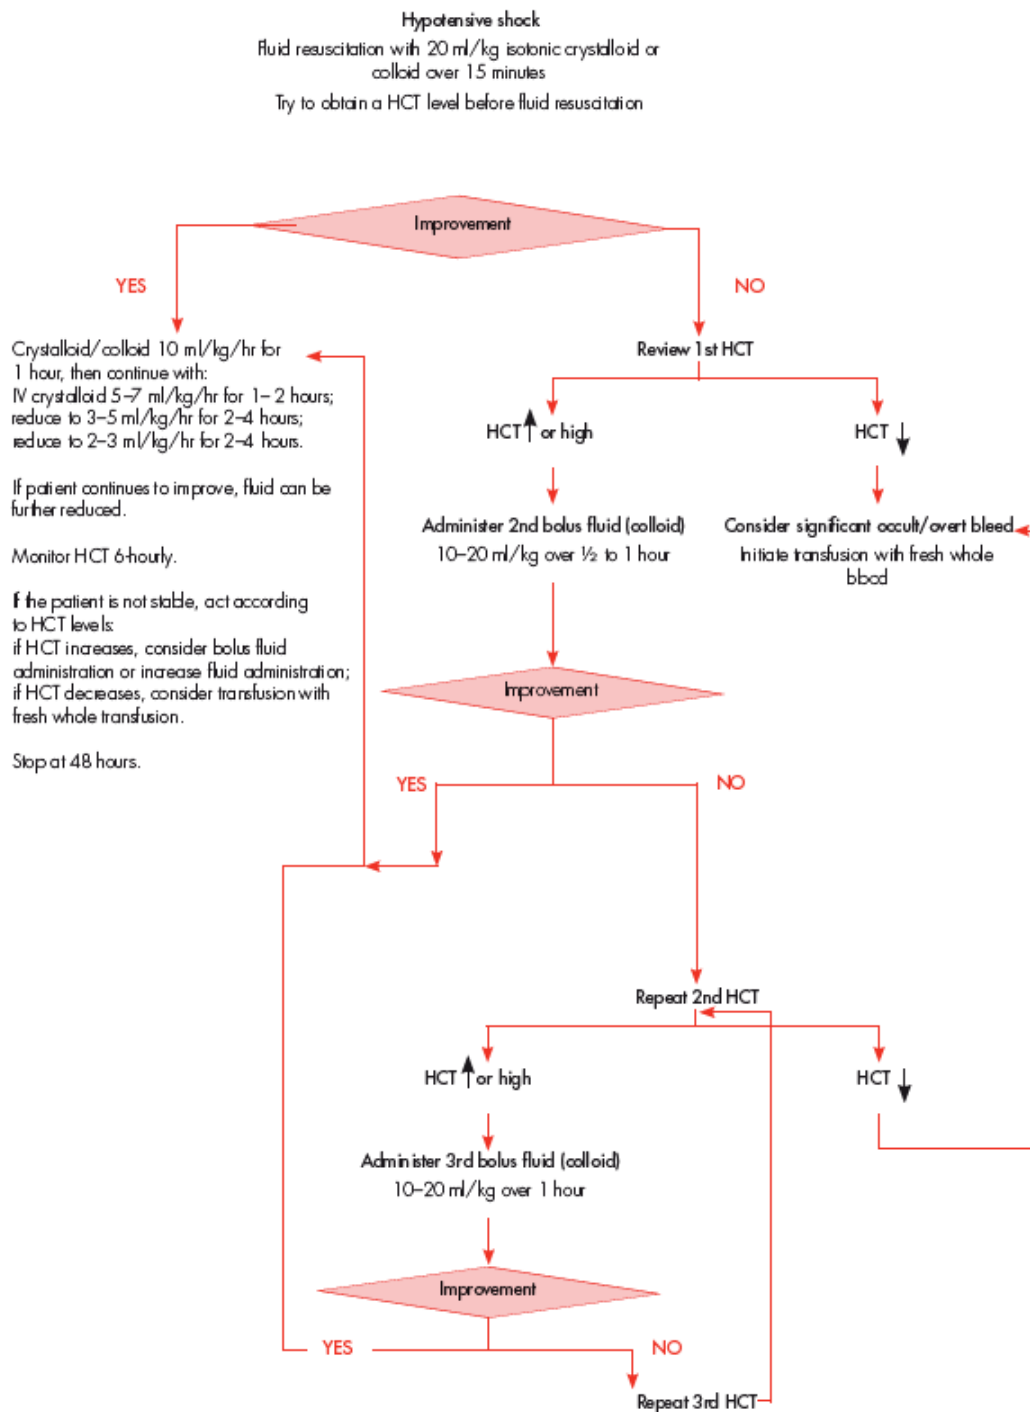 Hypotensive shock
Fluid resuscitation with 20 ml/kg isotonic crystalloid or
colloid over 15 minutes
Try to obtain a HCT level before fluid resuscitation
Improvement
YES
NO
Crystalloid/colloid 10 ml/kg/hr for
1 hour, then continue with:
IV crystalloid 5–7 ml/kg/hr for 1– 2 hours;
reduce to 3–5 ml/kg/hr for 2–4 hours;
reduce to 2–3 ml/kg/hr for 2–4 hours.
If patient continues to improve, fluid can be
further reduced.
Monitor HCT 6-hourly.
If the patient is not stable, act according
to HCT levels:
if HCT increases, consider bolus fluid
administration or increase fluid administration;
if HCT decreases, consider transfusion with
fresh whole transfusion.
Stop at 48 hours.
Review 1st HCT
HCT ↑ or high
HCT ↓
Administer 2nd bolus fluid (colloid)
10–20 ml/kg over ½ to 1 hour
Consider significant occult/overt bleed
Initiate transfusion with fresh whole
blood
Improvement
YES
NO
Repeat 2nd HCT
HCT ↑ or high
HCT ↓
Administer 3rd bolus fluid (colloid)
10–20 ml/kg over 1 hour
Improvement
YES
NO
Repeat 3rd HCT